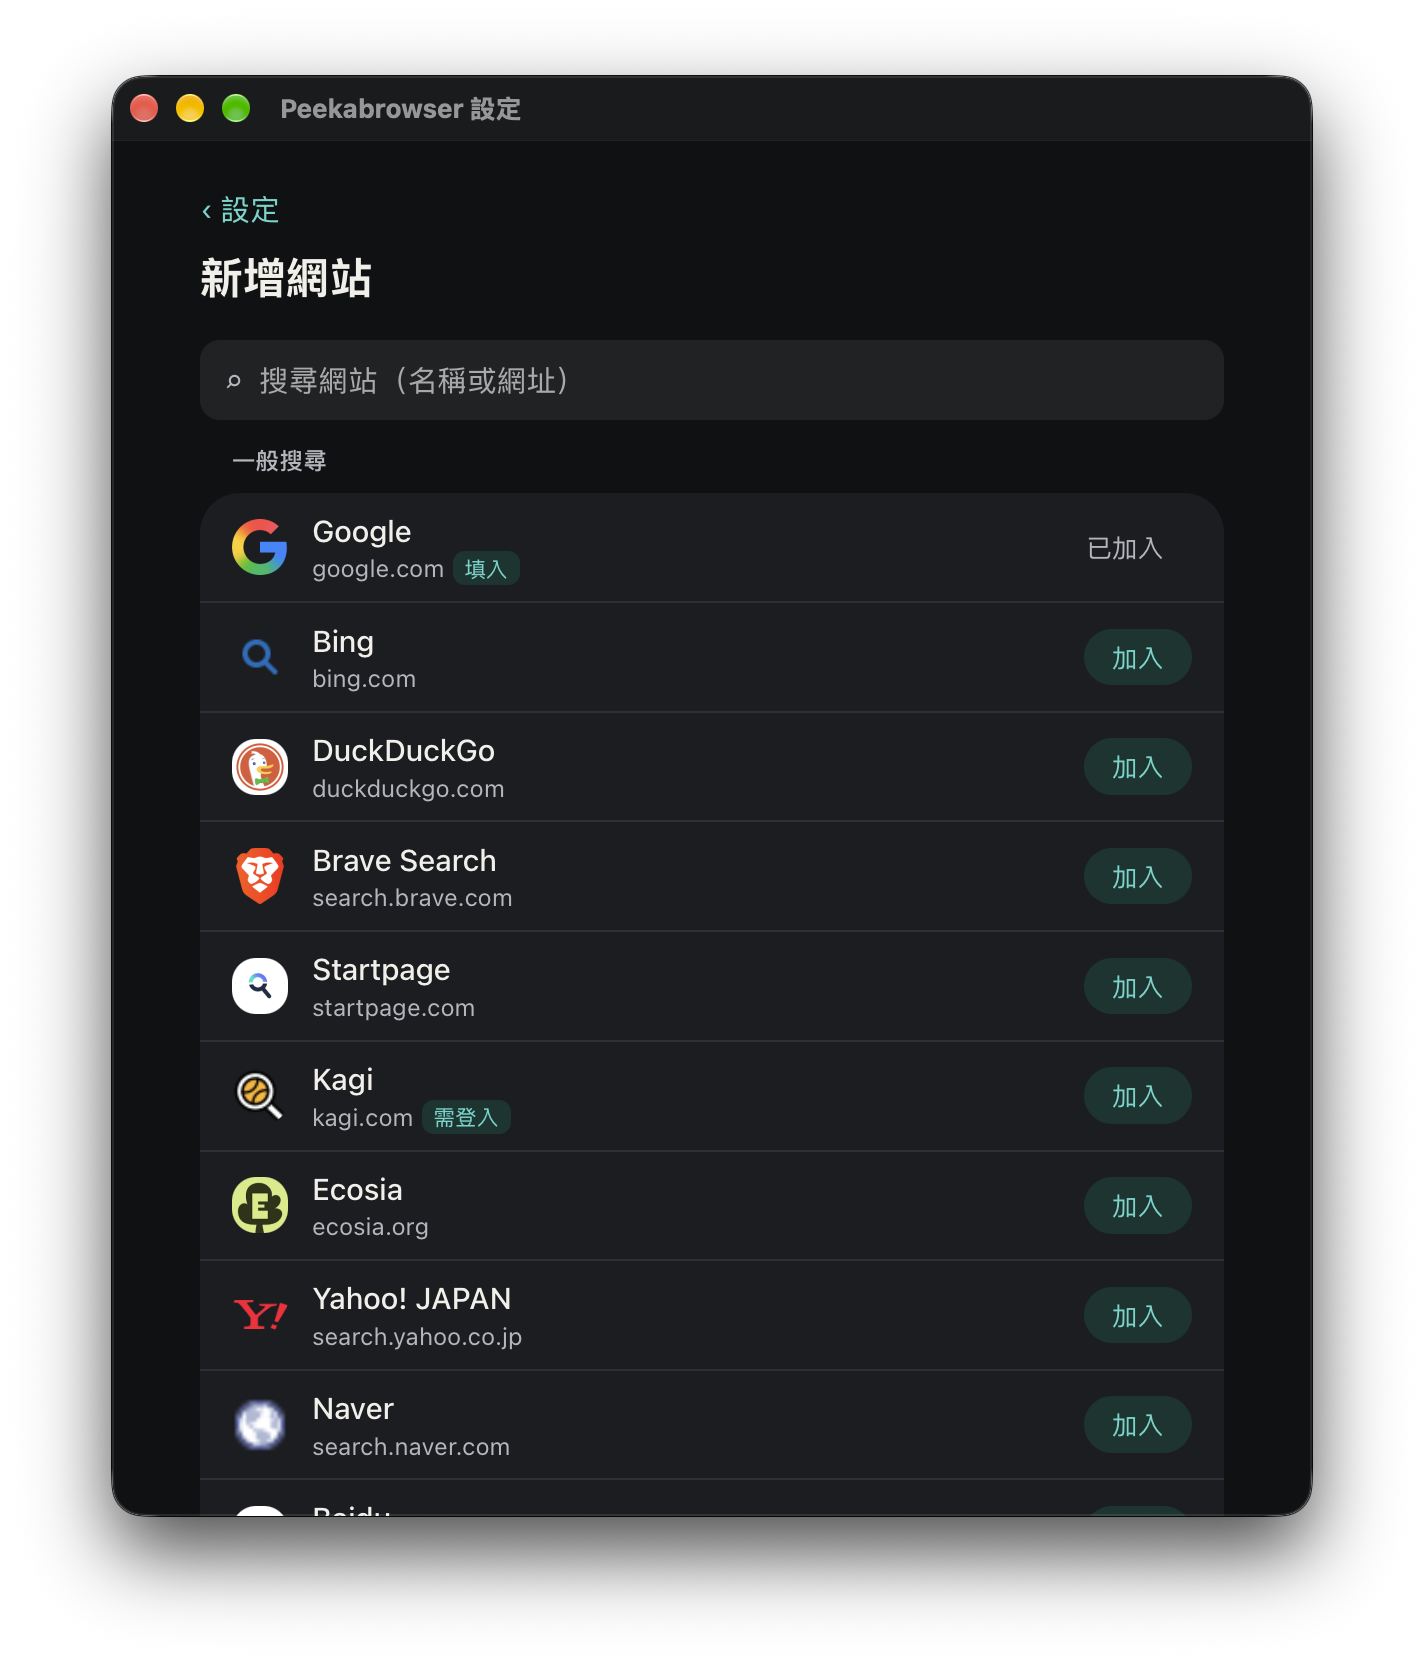 Peekabrowser 設定
‹ 設定
新增網站
搜尋網站（名稱或網址）
一般搜尋
Google
google.com 填入
已加入
Bing
bing.com
加入
DuckDuckGo
duckduckgo.com
加入
Brave Search
search.brave.com
加入
Startpage
startpage.com
加入
Kagi
kagi.com 需登入
加入
Ecosia
ecosia.org
加入
Yahoo! JAPAN
search.yahoo.co.jp
加入
Naver
search.naver.com
加入
Baidu